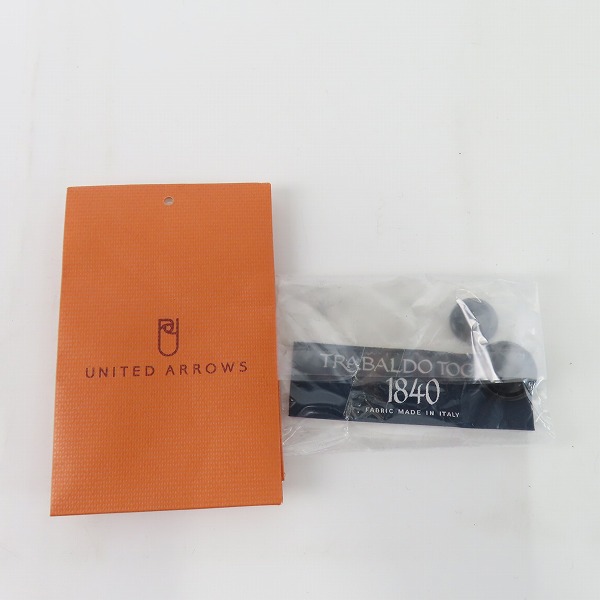 UNITED ARROWS
TRABALDO TOG
1840
FABRIC MADE IN ITALY